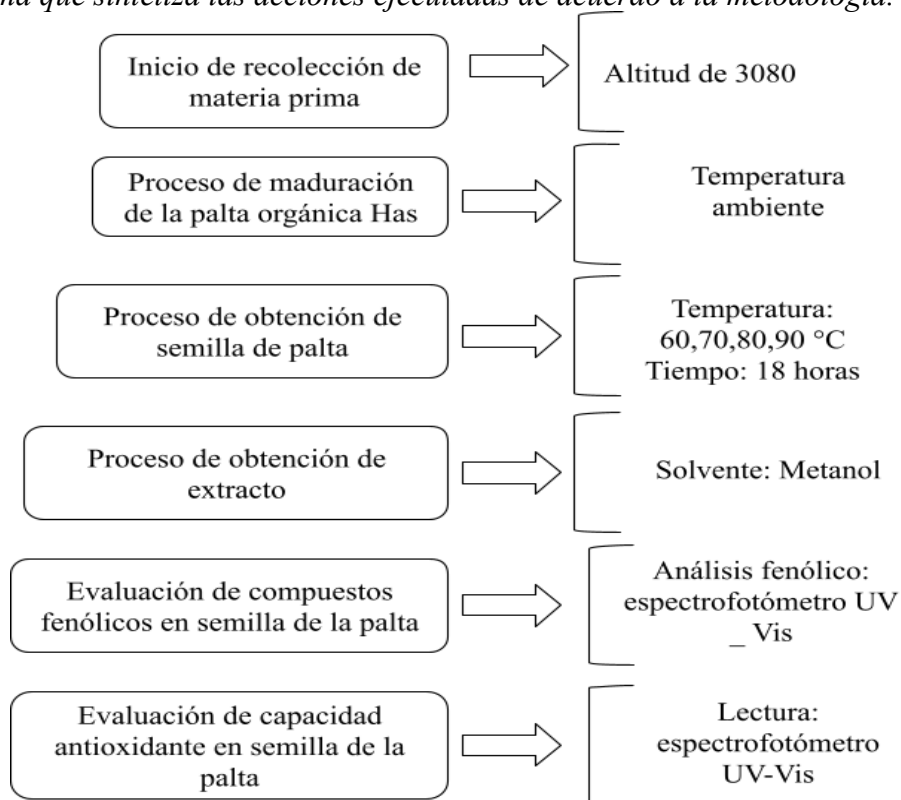 que sintetiza las acciones ejecutadas de acuerdo a la metodología.
Inicio de recolección de
materia prima
Altitud de 3080
Proceso de maduración
de la palta orgánica Has
Temperatura
ambiente
Proceso de obtención de
semilla de palta
Temperatura:
60,70,80,90 °C
Tiempo: 18 horas
Proceso de obtención de
extracto
Solvente: Metanol
Evaluación de compuestos
fenólicos en semilla de la palta
Análisis fenólico:
espectrofotómetro UV
_ Vis
Evaluación de capacidad
antioxidante en semilla de la
palta
Lectura:
espectrofotómetro
UV-Vis